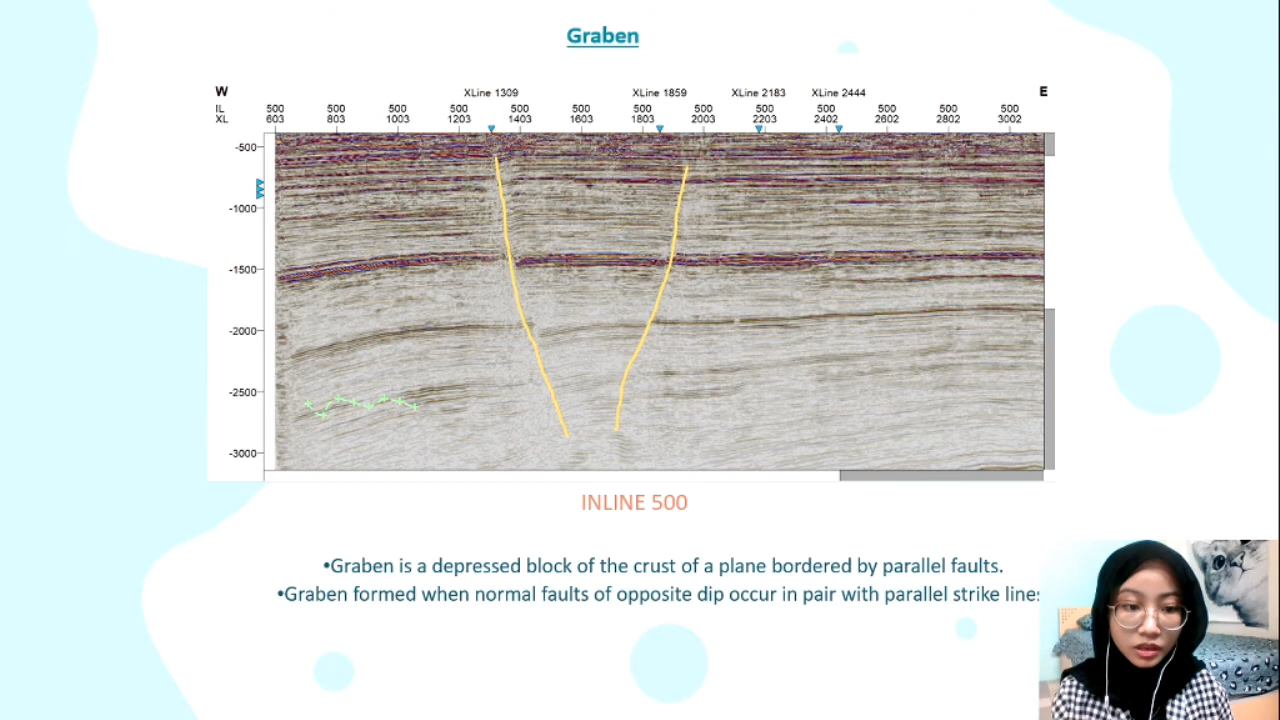 Graben
W E
XLine 1309 XLine 1859 XLine 2183 XLine 2444
IL 500 500 500 500 500 500 500 500 500 500 500 500 500
XL 603 803 1003 1203 1403 1603 1803 2003 2203 2402 2602 2802 3002
-500
-1000
-1500
-2000
-2500
-3000
INLINE 500
•Graben is a depressed block of the crust of a plane bordered by parallel faults.
•Graben formed when normal faults of opposite dip occur in pair with parallel strike lines